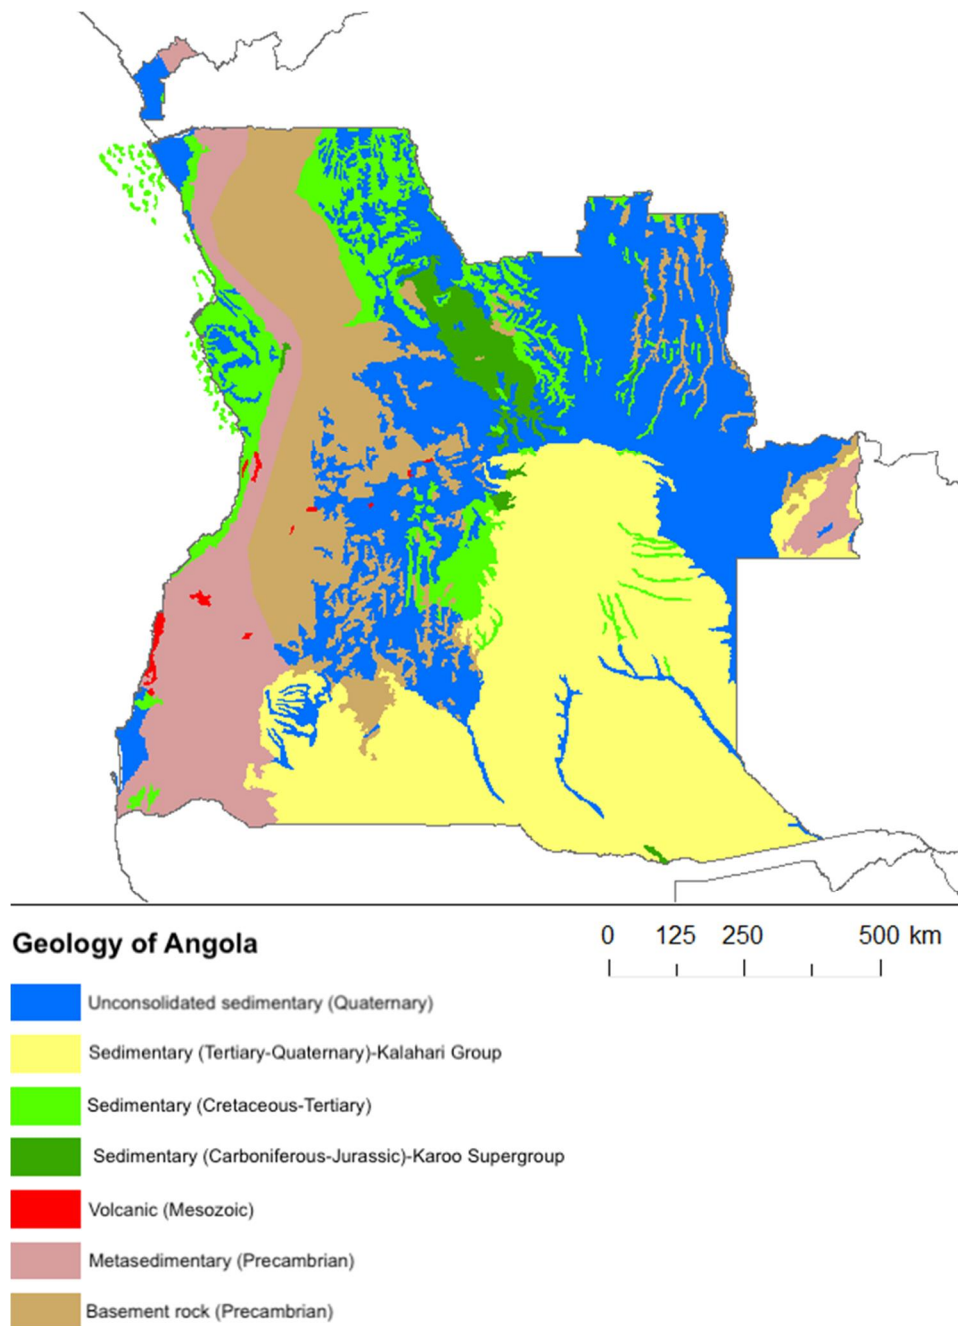 Geology of Angola
0 125 250 500 km
Unconsolidated sedimentary (Quaternary)
Sedimentary (Tertiary-Quaternary)-Kalahari Group
Sedimentary (Cretaceous-Tertiary)
Sedimentary (Carboniferous-Jurassic)-Karoo Supergroup
Volcanic (Mesozoic)
Metasedimentary (Precambrian)
Basement rock (Precambrian)